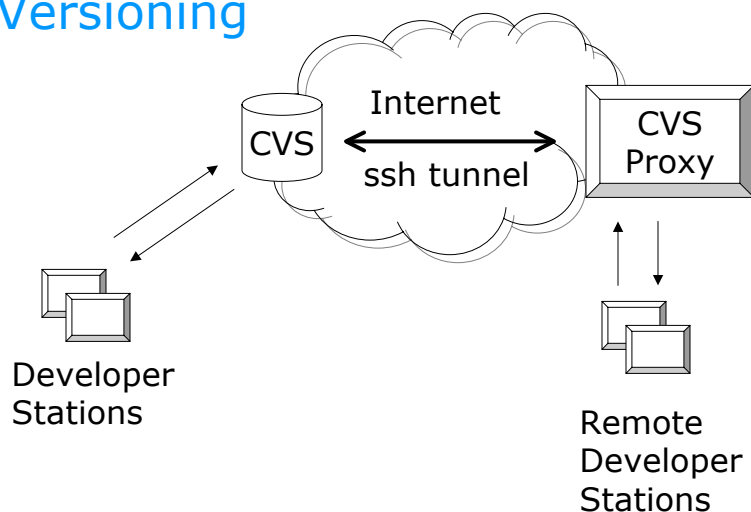 Versioning
Internet
CVS
ssh tunnel
CVS
Proxy
Developer
Stations
Remote
Developer
Stations